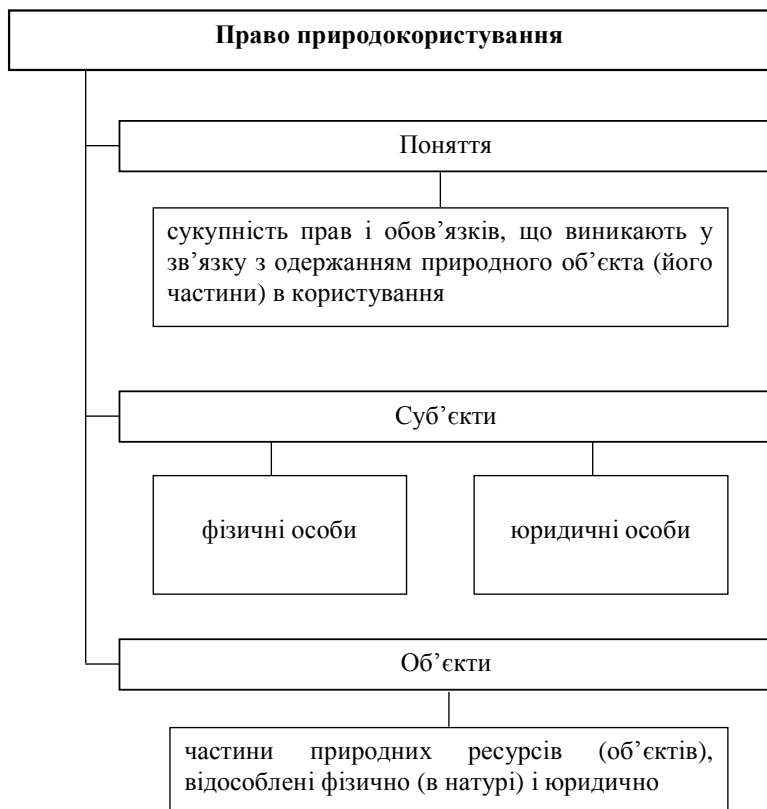 Право природокористування
Поняття
сукупність прав і обов’язків, що виникають у
зв’язку з одержанням природного об’єкта (його
частини) в користування
Суб’єкти
фізичні особи
юридичні особи
Об’єкти
частини природних ресурсів (об’єктів),
відособлені фізично (в натурі) і юридично